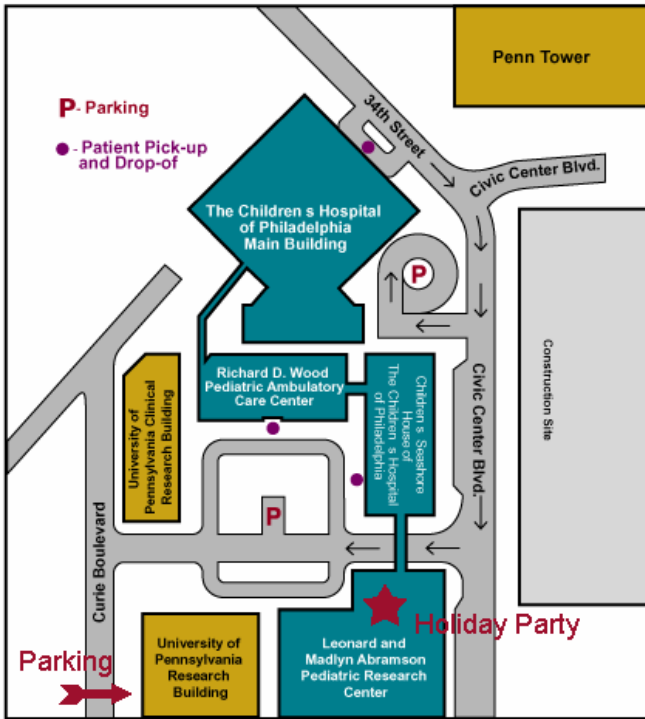 Penn Tower
P - Parking
- Patient Pick-up
and Drop-of
34th Street
Civic Center Blvd.
The Children s Hospital
of Philadelphia
Main Building
P
Construction Site
Richard D. Wood
Pediatric Ambulatory
Care Center
Children s Seashore
House of
The Children s Hospital
of Philadelphia
Civic Center Blvd.
University of
Pennsylvania Clinical
Research Building
P
Curie Boulevard
Holiday Party
University of
Pennsylvania
Research
Building
Leonard and
Madlyn Abramson
Pediatric Research
Center
Parking